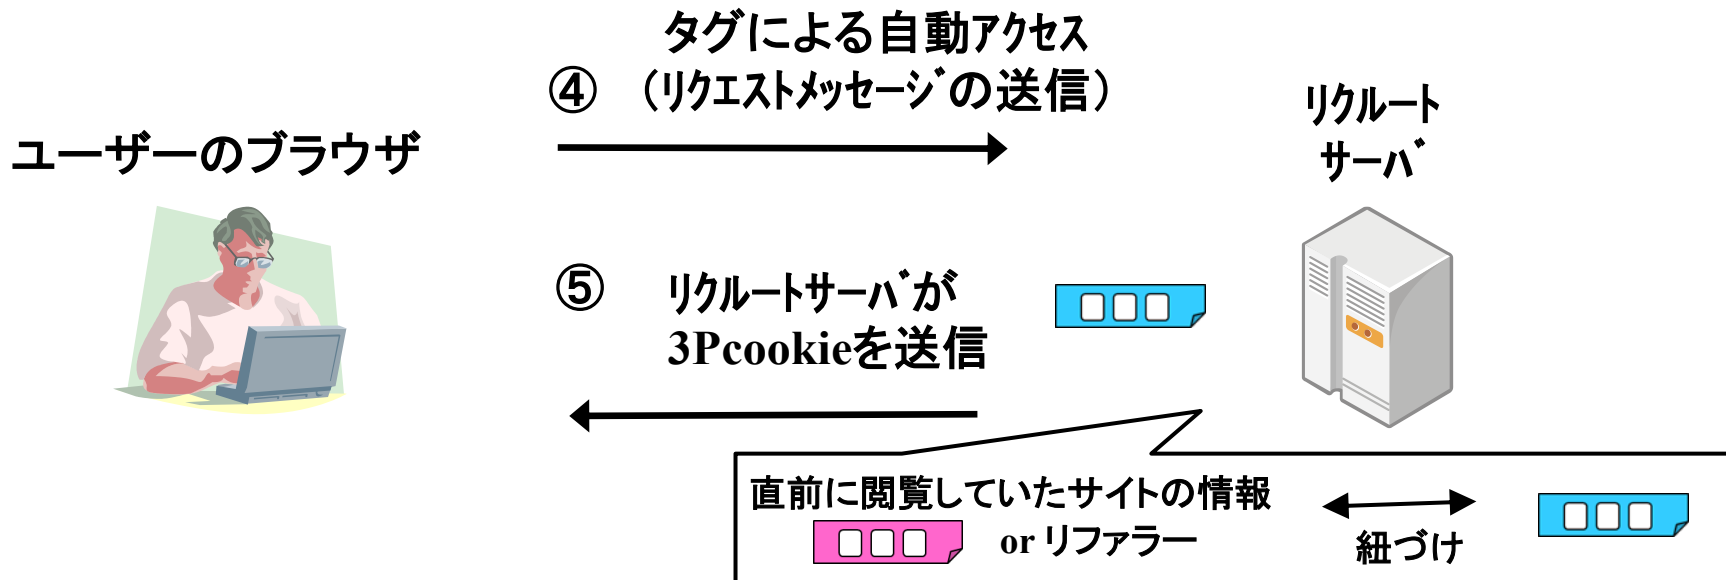 タグによる自動アクセス
④ （リクエストメッセージの送信）
リクルート
サーバ
ユーザーのブラウザ
⑤ リクルートサーバが
3Pcookieを送信
直前に閲覧していたサイトの情報
or リファラー
紐づけ